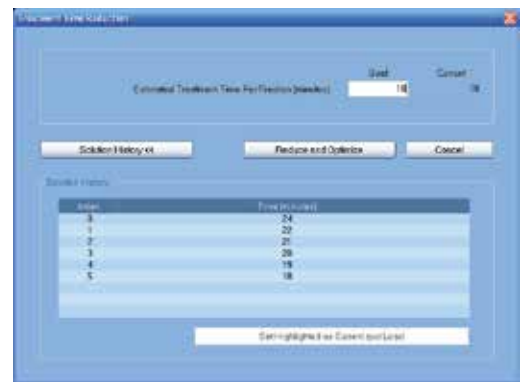 Treatment Time Reduction
Goal Current
Estimated Treatment Time Per Fraction (minutes) 18
Solution History <<
Reduce and Optimize
Cancel
Solution History
Index Time (minutes)
0 24
1 22
2 21
3 20
4 19
5 18
Set Highlighted as Current and Load